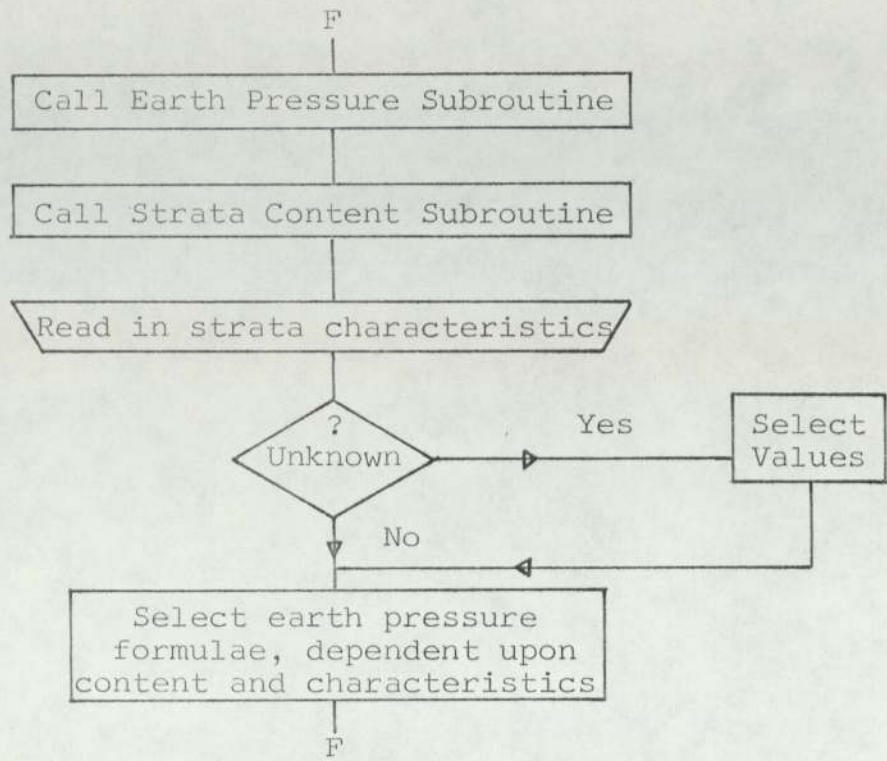 F
Call Earth Pressure Subroutine
Call Strata Content Subroutine
Read in strata characteristics
?
Unknown
Yes
Select
Values
No
Select earth pressure
formulae, dependent upon
content and characteristics
F